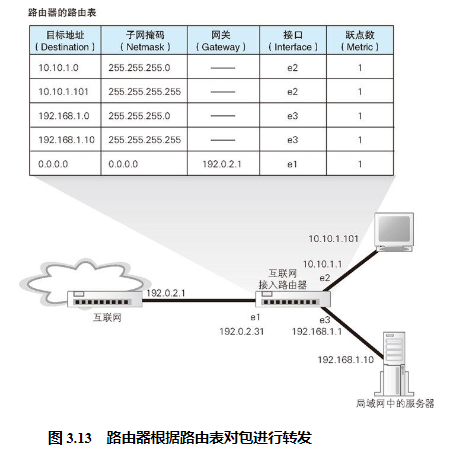 路由器的路由表
目标地址 子网掩码 网关 接口 跃点数
（Destination） （Netmask） （Gateway） （Interface） （Metric）
10.10.1.0 255.255.255.0 —— e2 1
10.10.1.101 255.255.255.255 —— e2 1
192.168.1.0 255.255.255.0 —— e3 1
192.168.1.10 255.255.255.255 —— e3 1
0.0.0.0 0.0.0.0 192.0.2.1 e1 1
10.10.1.101
10.10.1.1
互联网
接入路由器
e2
192.0.2.1
互联网
e1
192.0.2.31
e3
192.168.1.1
192.168.1.10
局域网中的服务器
图 3.13 路由器根据路由表对包进行转发